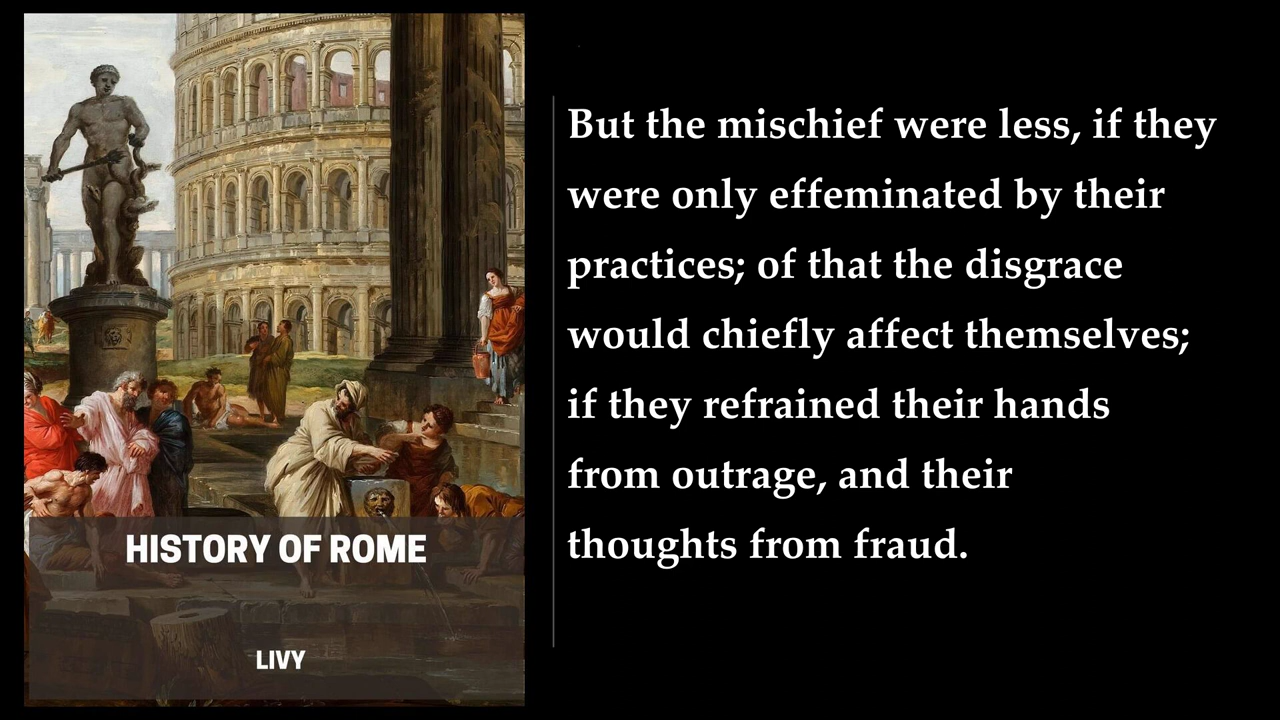 HISTORY OF ROME
LIVY
But the mischief were less, if they
were only effeminated by their
practices; of that the disgrace
would chiefly affect themselves;
if they refrained their hands
from outrage, and their
thoughts from fraud.